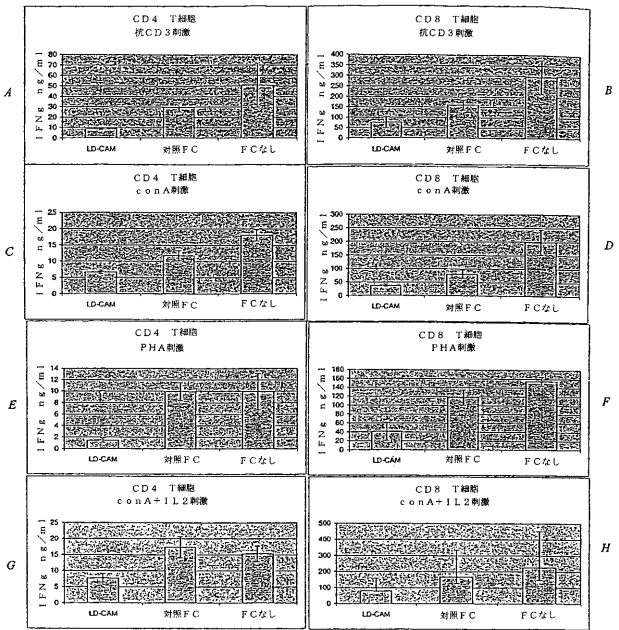 A
CD4 T細胞
抗CD3刺激
IFNg ng/ml
80
70
60
50
40
30
20
10
0
LD-CAM 対照FC FCなし
B
CD8 T細胞
抗CD3刺激
IFNg ng/ml
400
350
300
250
200
150
100
50
0
LD-CAM 対照FC FCなし
C
CD4 T細胞
conA刺激
IFNg ng/ml
25
20
15
10
5
0
LD-CAM 対照FC FCなし
D
CD8 T細胞
conA刺激
IFNg ng/ml
300
250
200
150
100
50
0
LD-CAM 対照FC FCなし
E
CD4 T細胞
PHA刺激
IFNg ng/ml
14
12
10
8
6
4
2
0
LD-CAM 対照FC FCなし
F
CD8 T細胞
PHA刺激
IFNg ng/ml
180
160
140
120
100
80
60
40
20
0
LD-CAM 対照FC FCなし
G
CD4 T細胞
conA+IL2刺激
IFNg ng/ml
25
20
15
10
5
0
LD-CAM 対照FC FCなし
H
CD8 T細胞
conA+IL2刺激
IFNg ng/ml
500
400
300
200
100
0
LD-CAM 対照FC FCなし